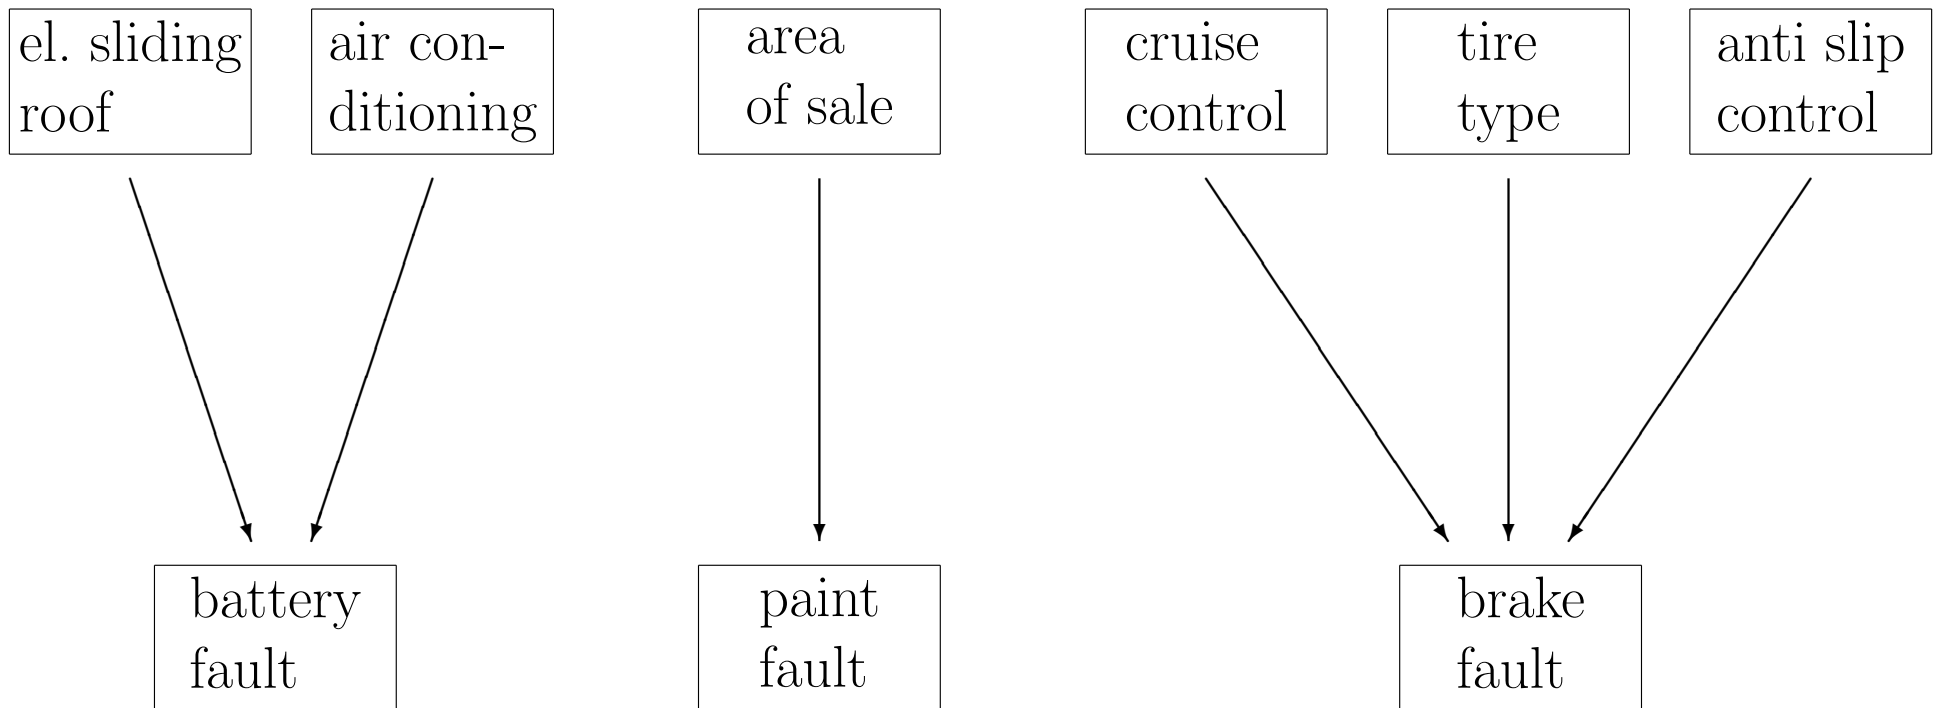 el. sliding
roof
air con-
ditioning
area
of sale
cruise
control
tire
type
anti slip
control
battery
fault
paint
fault
brake
fault